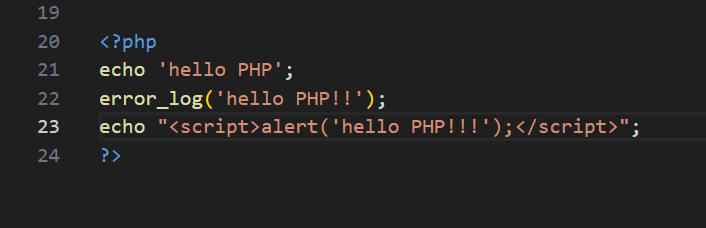 19
20 <?php
21 echo 'hello PHP';
22 error_log('hello PHP!!');
23 echo "<script>alert('hello PHP!!!');</script>";
24 ?>